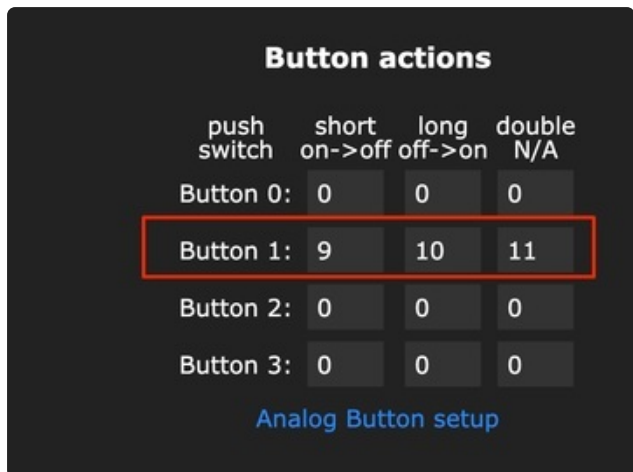 Button actions
push short long double
switch on->off off->on N/A
Button 0: 0 0 0
Button 1: 9 10 11
Button 2: 0 0 0
Button 3: 0 0 0
Analog Button setup